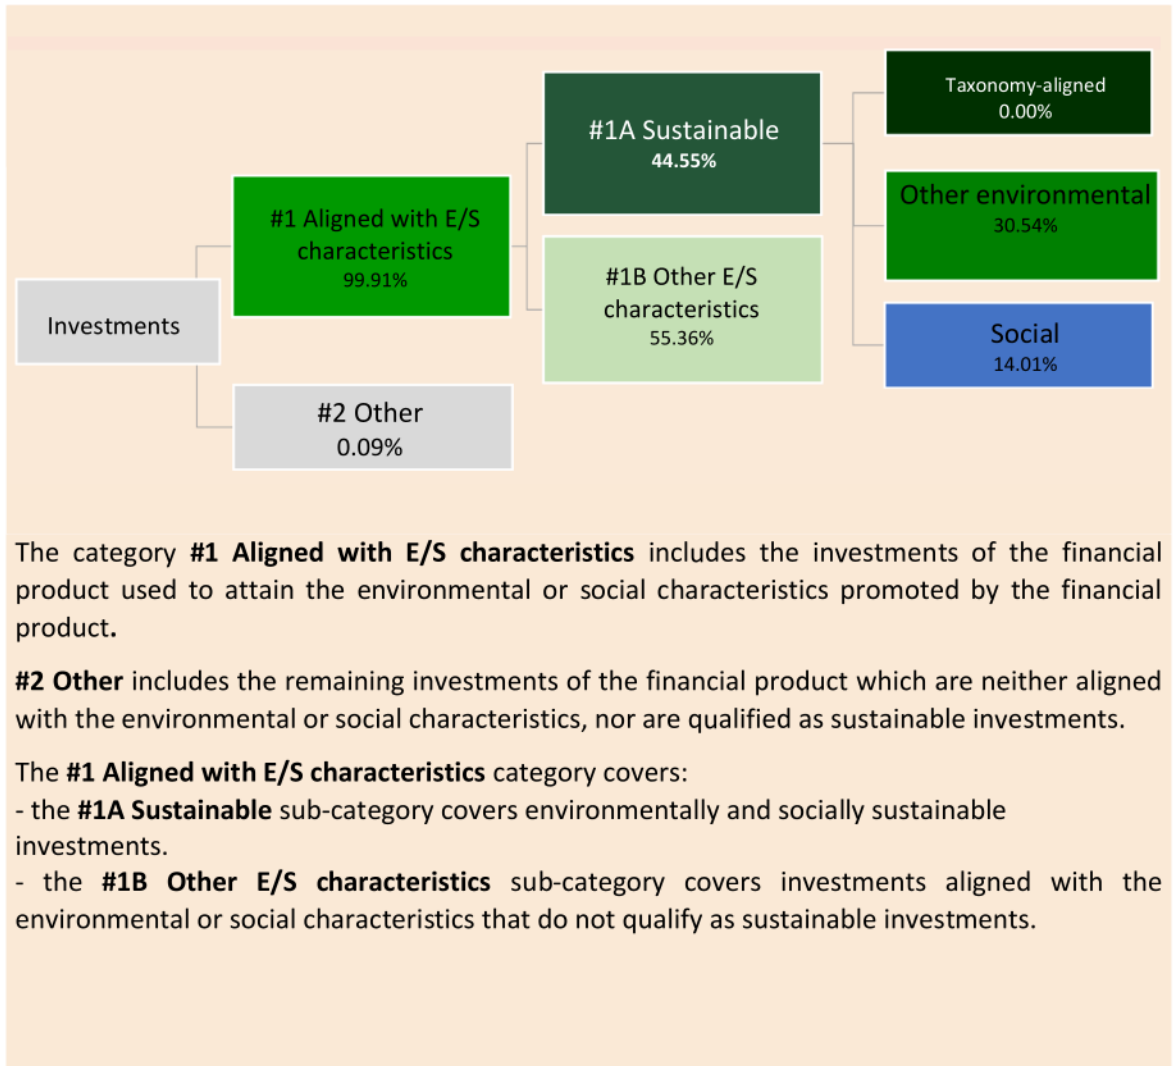 Taxonomy-aligned
0.00%
#1A Sustainable
44.55%
#1 Aligned with E/S
characteristics
99.91%
Other environmental
30.54%
#1B Other E/S
characteristics
55.36%
Investments
Social
14.01%
#2 Other
0.09%
The category #1 Aligned with E/S characteristics includes the investments of the financial
product used to attain the environmental or social characteristics promoted by the financial
product.
#2 Other includes the remaining investments of the financial product which are neither aligned
with the environmental or social characteristics, nor are qualified as sustainable investments.
The #1 Aligned with E/S characteristics category covers:
- the #1A Sustainable sub-category covers environmentally and socially sustainable
investments.
- the #1B Other E/S characteristics sub-category covers investments aligned with the
environmental or social characteristics that do not qualify as sustainable investments.